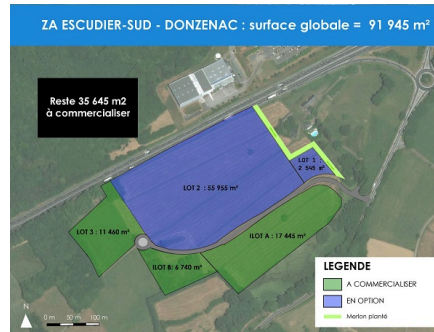 ZA ESCUDIER-SUD - DONZENAC : surface globale = 91 945 m²
Reste 35 645 m2
à commercialiser
LOT 1 :
2 545 m²
LOT 2 : 55 955 m²
LOT 3 : 11 460 m²
ILOT A : 17 445 m²
ILOT B: 6 740 m²
LEGENDE
A COMMERCIALISER
EN OPTION
Merlon planté
N
0 m 50 m 100 m